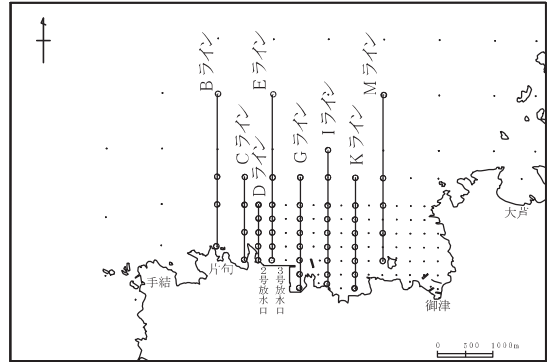 Bライン
Cライン
Dライン
Eライン
Gライン
Iライン
Kライン
Mライン
大芦
手結
片句
2号放水口
3号放水口
御津
0 500 1000m